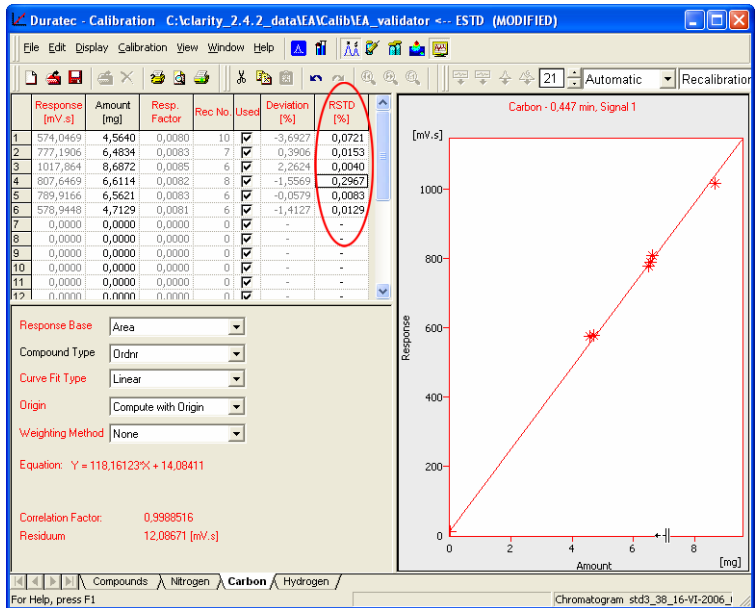 Duratec - Calibration C:\clarity_2.4.2_data\EA\Calib\EA_validator <-- ESTD (MODIFIED)
File Edit Display Calibration View Window Help
21 Automatic Recalibration
Response [mV.s] Amount [mg] Resp. Factor Rec No. Used Deviation [%] RSTD [%]
1 574,0469 4,5640 0,0080 10 -3,6927 0,0721
2 777,1906 6,4834 0,0083 7 0,3906 0,0153
3 1017,864 8,6872 0,0085 6 2,2624 0,0040
4 807,6469 6,6114 0,0082 8 -1,5569 0,2967
5 789,9166 6,5621 0,0083 6 -0,0579 0,0083
6 578,9448 4,7129 0,0081 6 -1,4127 0,0129
7 0,0000 0,0000 0,0000 0 - -
8 0,0000 0,0000 0,0000 0 - -
9 0,0000 0,0000 0,0000 0 - -
10 0,0000 0,0000 0,0000 0 - -
11 0,0000 0,0000 0,0000 0 - -
12 0,0000 0,0000 0,0000 0 - -
Response Base Area
Compound Type Ordnr
Curve Fit Type Linear
Origin Compute with Origin
Weighting Method None
Equation: Y = 118,16123*X + 14,08411
Correlation Factor: 0,9988516
Residuum 12,08671 [mV.s]
Carbon - 0,447 min, Signal 1
[mV.s]
1000
800
600
400
200
0
Response
0 2 4 6 8
Amount [mg]
Compounds Nitrogen Carbon Hydrogen
For Help, press F1
Chromatogram std3_38_16-VI-2006_